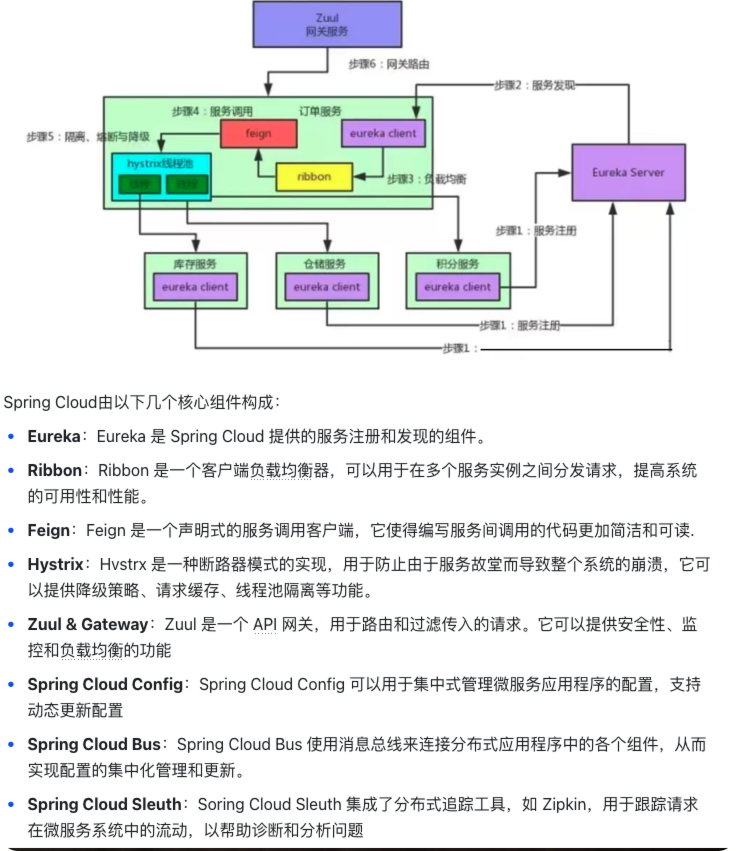 Zuul
网关服务
步骤6：网关路由
步骤2：服务发现
步骤4：服务调用
订单服务
feign
eureka client
步骤5：隔离、熔断与降级
hystrix线程池
线程
线程
ribbon
步骤3：负载均衡
Eureka Server
步骤1：服务注册
库存服务
仓储服务
积分服务
eureka client
eureka client
eureka client
步骤1：服务注册
步骤1：
Spring Cloud由以下几个核心组件构成：
Eureka：Eureka 是 Spring Cloud 提供的服务注册和发现的组件。
Ribbon：Ribbon 是一个客户端负载均衡器，可以用于在多个服务实例之间分发请求，提高系统
的可用性和性能。
Feign：Feign 是一个声明式的服务调用客户端，它使得编写服务间调用的代码更加简洁和可读.
Hystrix：Hvstrx 是一种断路器模式的实现，用于防止由于服务故堂而导致整个系统的崩溃，它可
以提供降级策略、请求缓存、线程池隔离等功能。
Zuul & Gateway：Zuul 是一个 API 网关，用于路由和过滤传入的请求。它可以提供安全性、监
控和负载均衡的功能
Spring Cloud Config：Spring Cloud Config 可以用于集中式管理微服务应用程序的配置，支持
动态更新配置
Spring Cloud Bus：Spring Cloud Bus 使用消息总线来连接分布式应用程序中的各个组件，从而
实现配置的集中化管理和更新。
Spring Cloud Sleuth：Soring Cloud Sleuth 集成了分布式追踪工具，如 Zipkin，用于跟踪请求
在微服务系统中的流动，以帮助诊断和分析问题